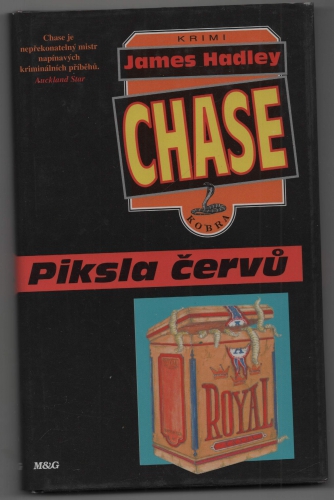 Chase je
nepřekonatelný mistr
napínavých
kriminálních příběhů.
Auckland Star
KRIMI
James Hadley
CHASE
KOBRA
Piksla červů
ROYAL
M&G